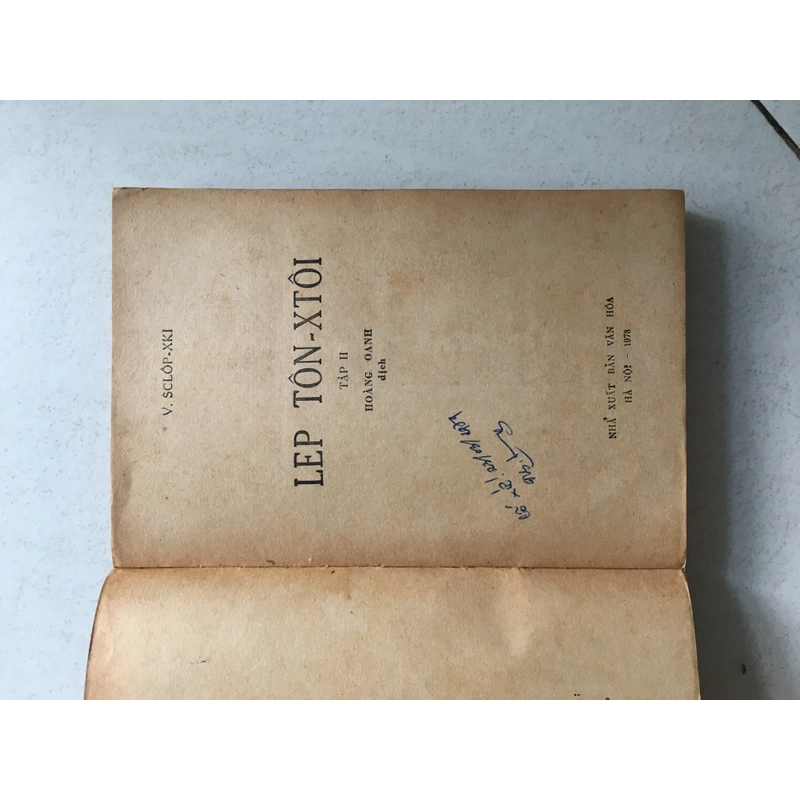 V. SCLÔP-XKI
LEP TÔN-XTÔI
TẬP II
HOÀNG OANH
dịch
NHÀ XUẤT BẢN VĂN HÓA
HÀ NỘI — 1978